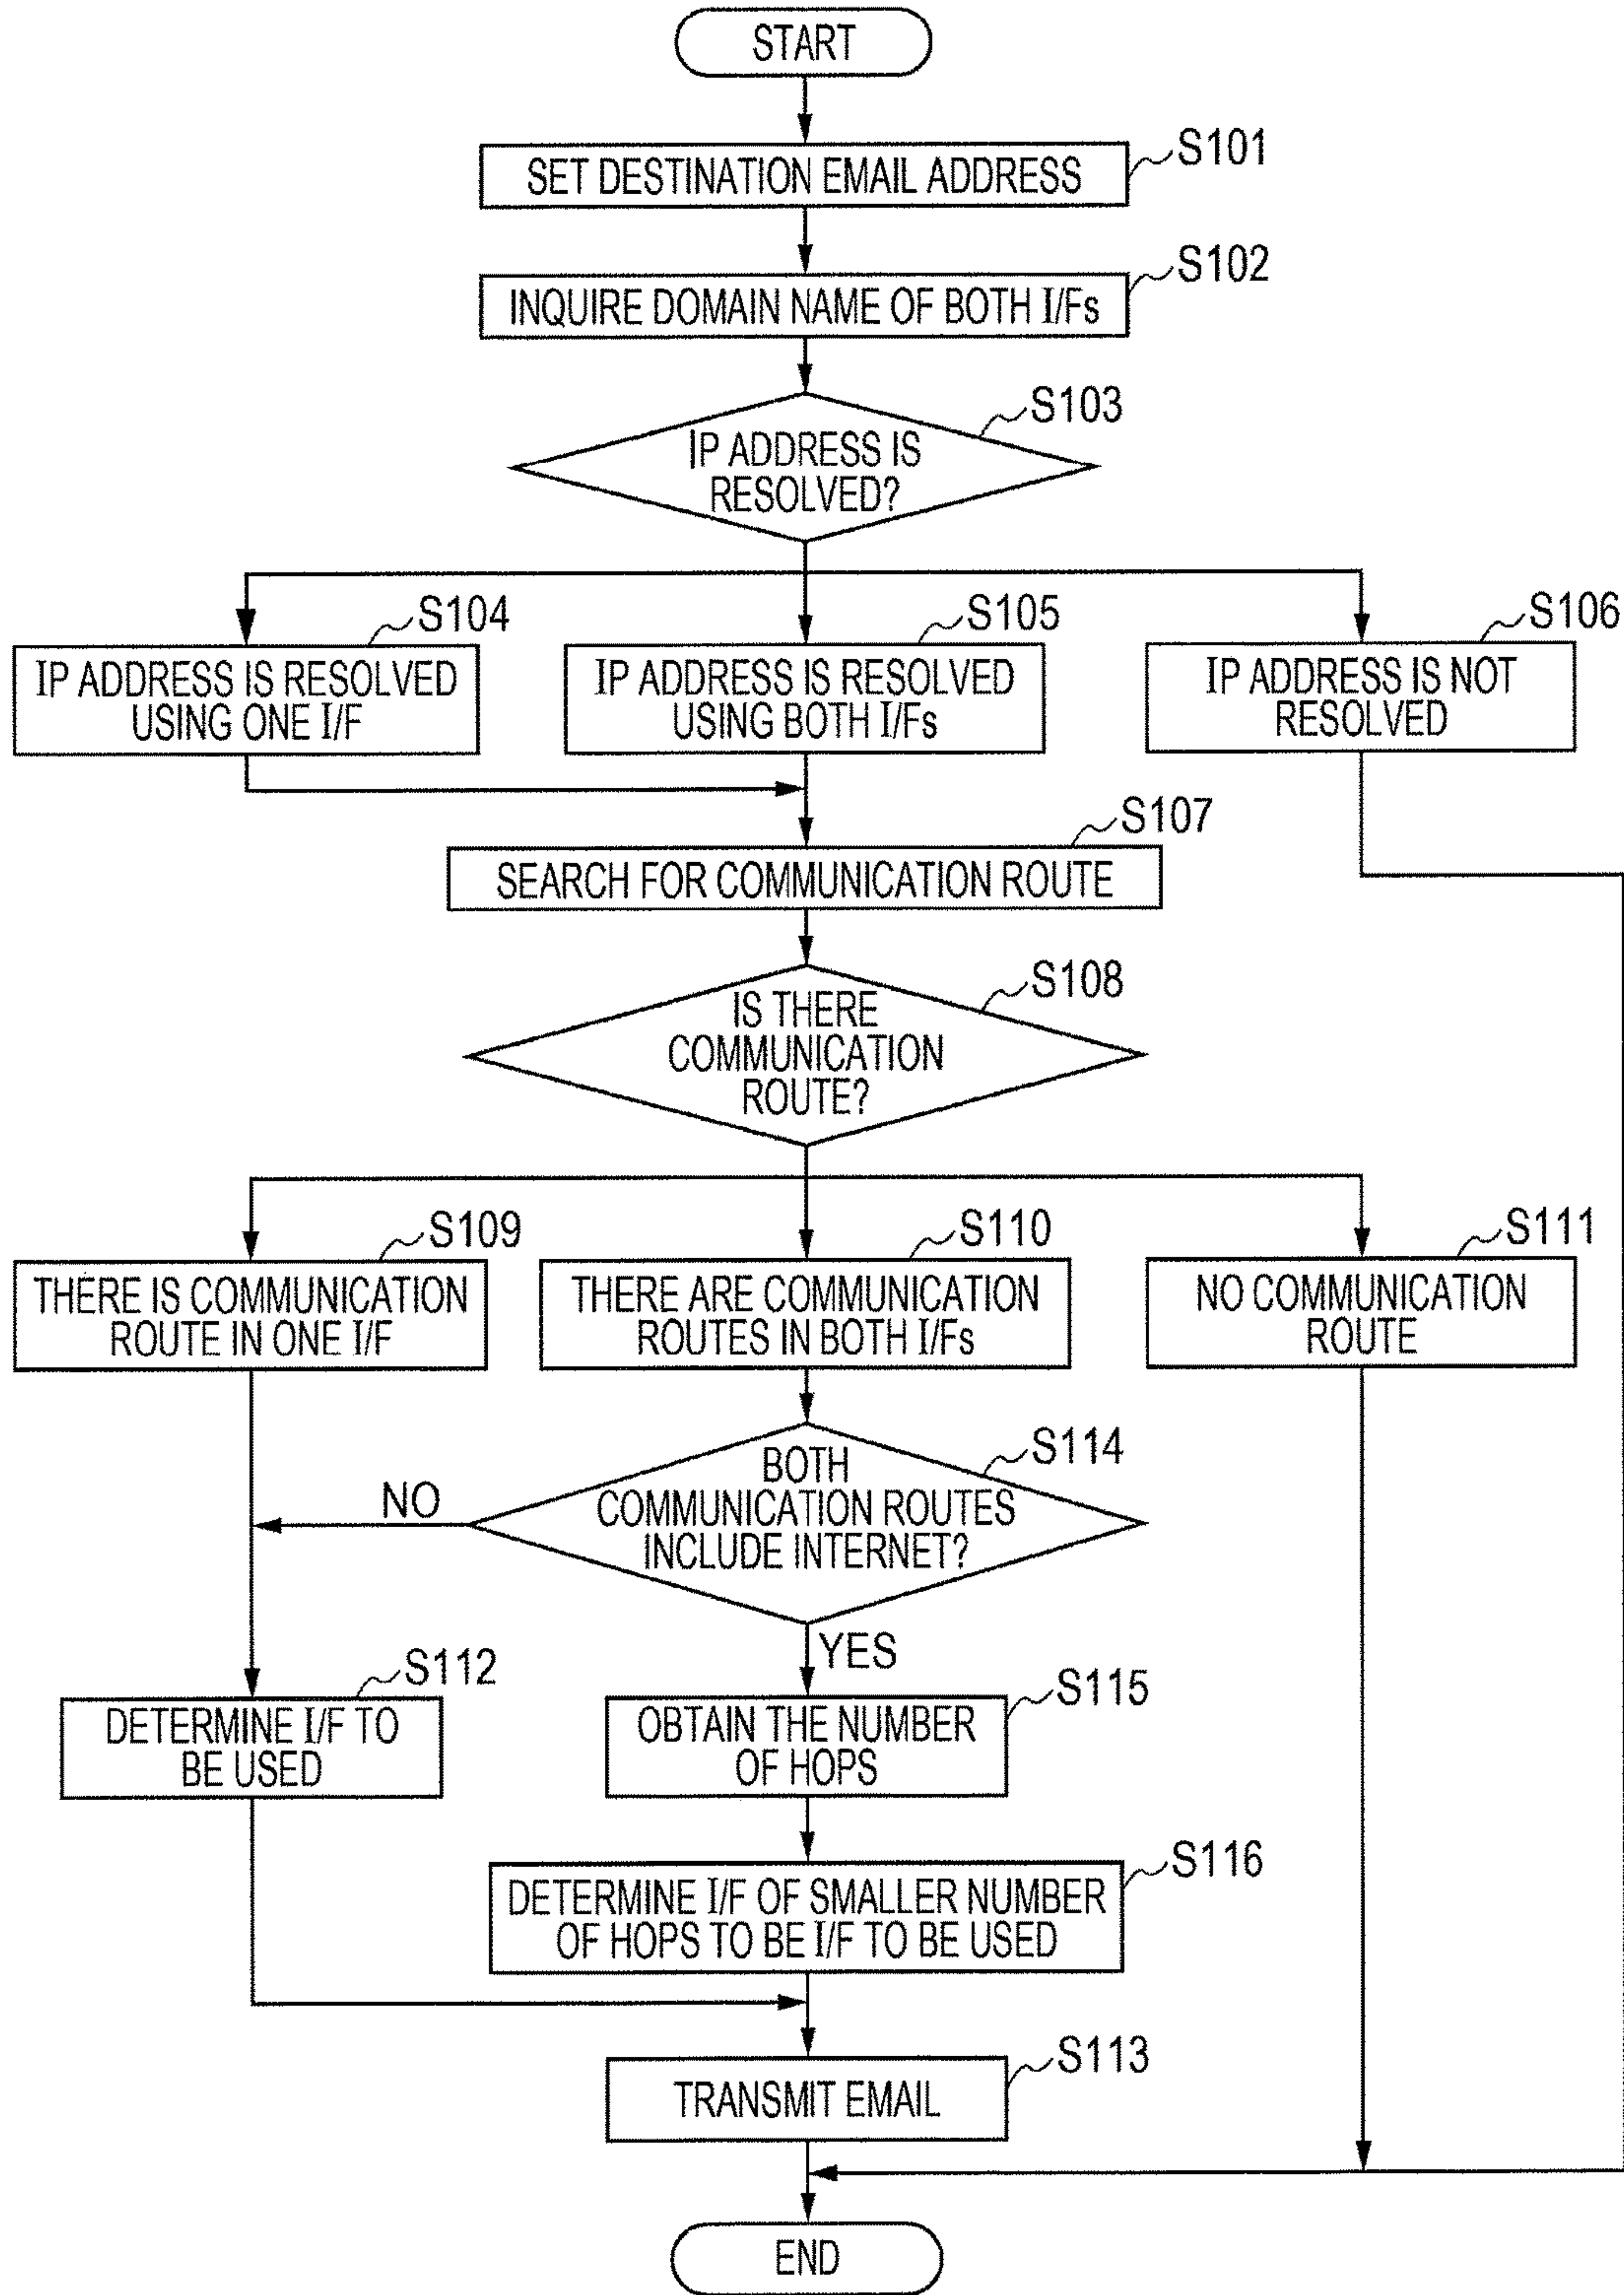 START
S101
SET DESTINATION EMAIL ADDRESS
S102
INQUIRE DOMAIN NAME OF BOTH I/Fs
S103
IP ADDRESS IS
RESOLVED?
S104
IP ADDRESS IS RESOLVED
USING ONE I/F
S105
IP ADDRESS IS RESOLVED
USING BOTH I/Fs
S106
IP ADDRESS IS NOT
RESOLVED
S107
SEARCH FOR COMMUNICATION ROUTE
S108
IS THERE
COMMUNICATION
ROUTE?
S109
THERE IS COMMUNICATION
ROUTE IN ONE I/F
S110
THERE ARE COMMUNICATION
ROUTES IN BOTH I/Fs
S111
NO COMMUNICATION
ROUTE
S114
BOTH
COMMUNICATION ROUTES
INCLUDE INTERNET?
NO
YES
S112
DETERMINE I/F TO
BE USED
S115
OBTAIN THE NUMBER
OF HOPS
S116
DETERMINE I/F OF SMALLER NUMBER
OF HOPS TO BE I/F TO BE USED
S113
TRANSMIT EMAIL
END